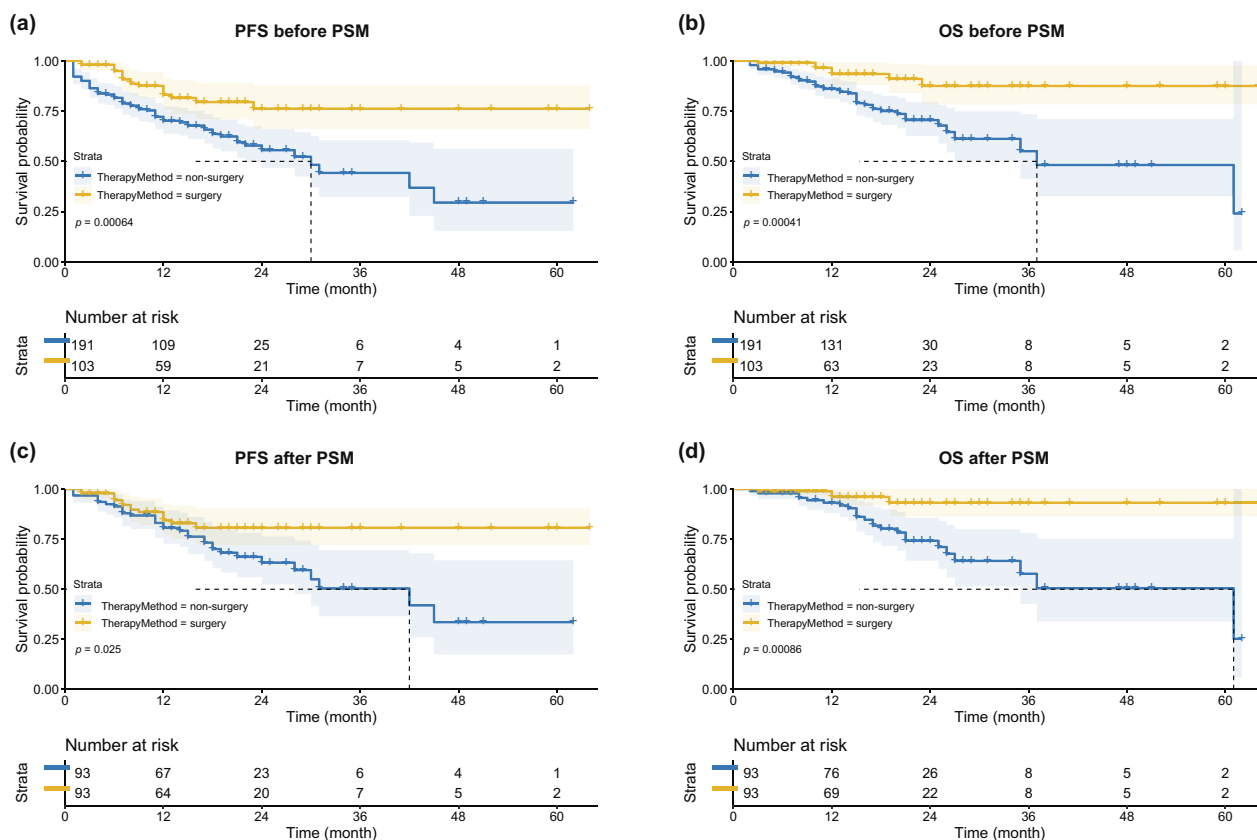 (a)
PFS before PSM
1.00
0.75
0.50
0.25
0.00
Survival probability
Strata
TherapyMethod = non-surgery
TherapyMethod = surgery
p = 0.00064
0 12 24 36 48 60
Time (month)
Number at risk
Strata
191 109 25 6 4 1
103 59 21 7 5 2
0 12 24 36 48 60
Time (month)
(b)
OS before PSM
1.00
0.75
0.50
0.25
0.00
Survival probability
Strata
TherapyMethod = non-surgery
TherapyMethod = surgery
p = 0.00041
0 12 24 36 48 60
Time (month)
Number at risk
Strata
191 131 30 8 5 2
103 63 23 8 5 2
0 12 24 36 48 60
Time (month)
(c)
PFS after PSM
1.00
0.75
0.50
0.25
0.00
Survival probability
Strata
TherapyMethod = non-surgery
TherapyMethod = surgery
p = 0.025
0 12 24 36 48 60
Time (month)
Number at risk
Strata
93 67 23 6 4 1
93 64 20 7 5 2
0 12 24 36 48 60
Time (month)
(d)
OS after PSM
1.00
0.75
0.50
0.25
0.00
Survival probability
Strata
TherapyMethod = non-surgery
TherapyMethod = surgery
p = 0.00086
0 12 24 36 48 60
Time (month)
Number at risk
Strata
93 76 26 8 5 2
93 69 22 8 5 2
0 12 24 36 48 60
Time (month)